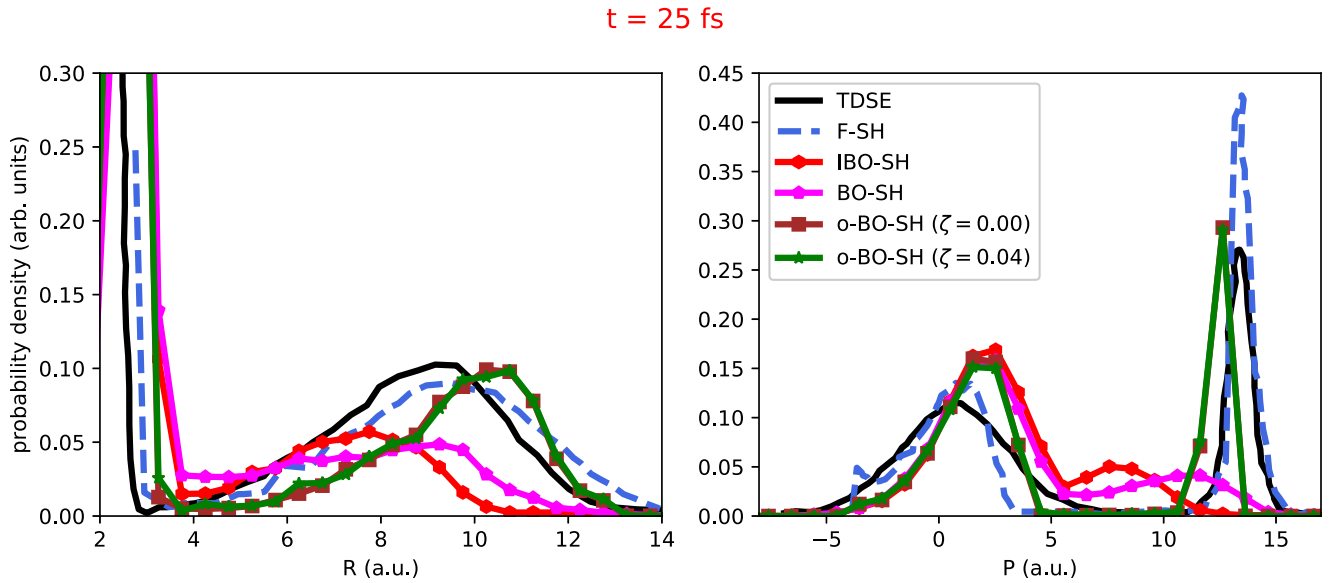 t = 25 fs
probability density (arb. units)
0.30
0.25
0.20
0.15
0.10
0.05
0.00
2
4
6
8
10
12
14
R (a.u.)
0.45
0.40
0.35
0.30
0.25
0.20
0.15
0.10
0.05
0.00
−5
0
5
10
15
P (a.u.)
TDSE
F-SH
IBO-SH
BO-SH
o-BO-SH (ζ = 0.00)
o-BO-SH (ζ = 0.04)